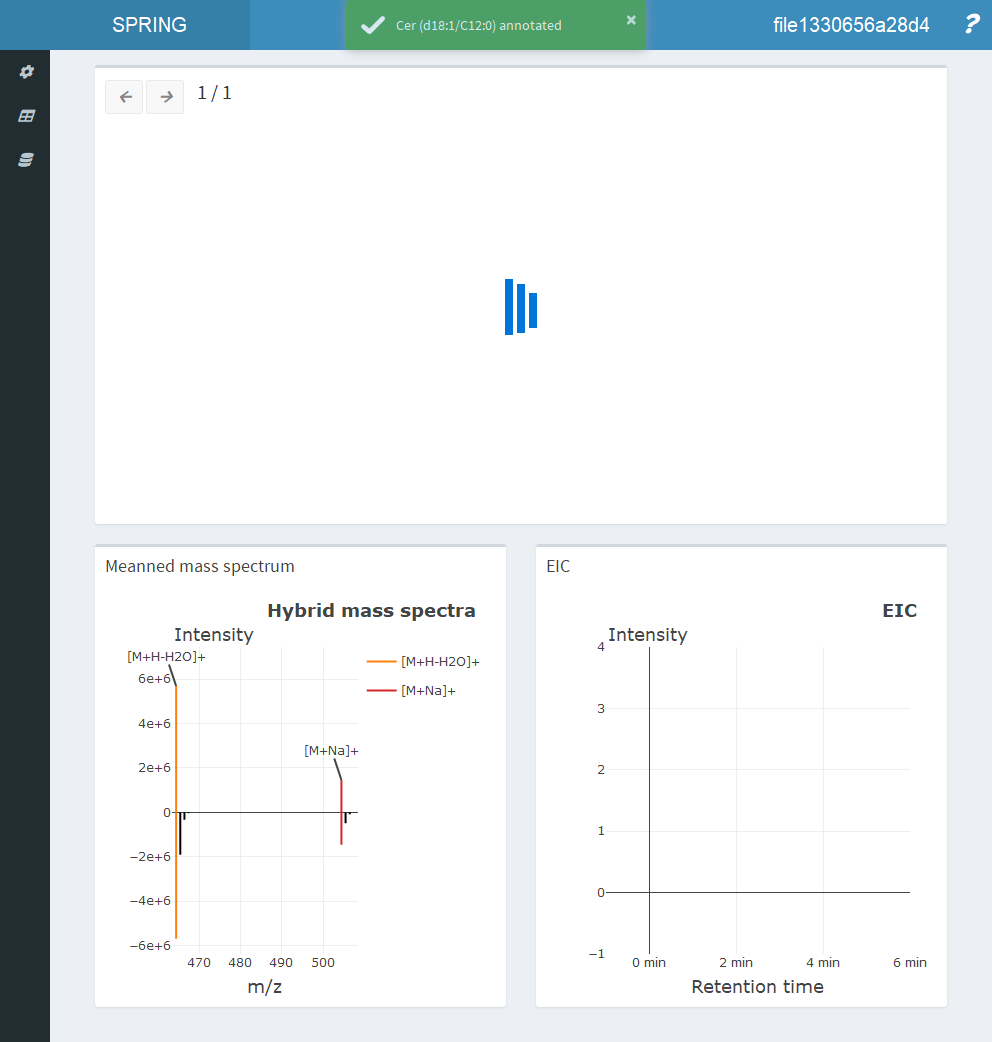 SPRING
Cer (d18:1/C12:0) annotated
×
file1330656a28d4
?
1 / 1
Meanned mass spectrum
Hybrid mass spectra
Intensity
[M+H-H2O]+
6e+6
4e+6
2e+6
0
−2e+6
−4e+6
−6e+6
[M+Na]+
470 480 490 500
m/z
[M+H-H2O]+
[M+Na]+
EIC
EIC
Intensity
4
3
2
1
0
−1
0 min 2 min 4 min 6 min
Retention time